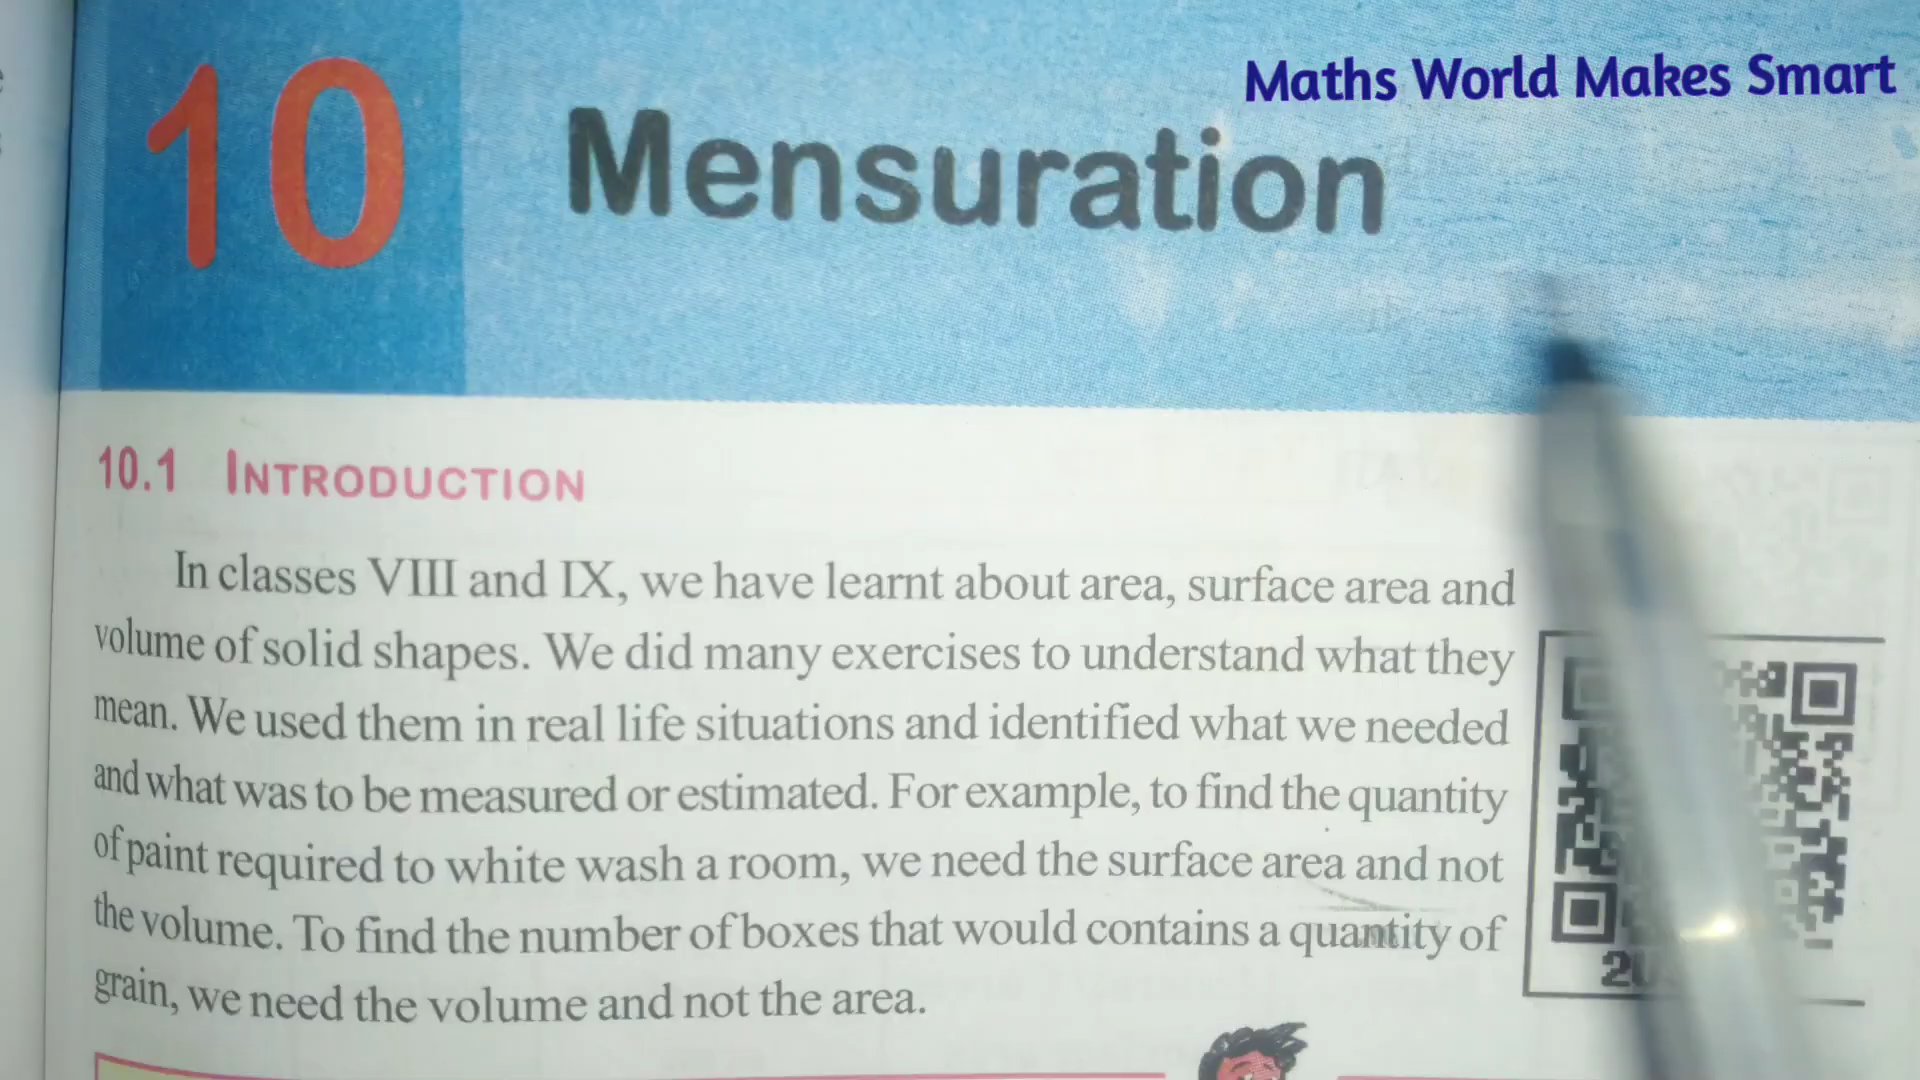 Maths World Makes Smart
10 Mensuration
10.1 INTRODUCTION
In classes VIII and IX, we have learnt about area, surface area and
volume of solid shapes. We did many exercises to understand what they
mean. We used them in real life situations and identified what we needed
and what was to be measured or estimated. For example, to find the quantity
of paint required to white wash a room, we need the surface area and not
the volume. To find the number of boxes that would contains a quantity of
grain, we need the volume and not the area.